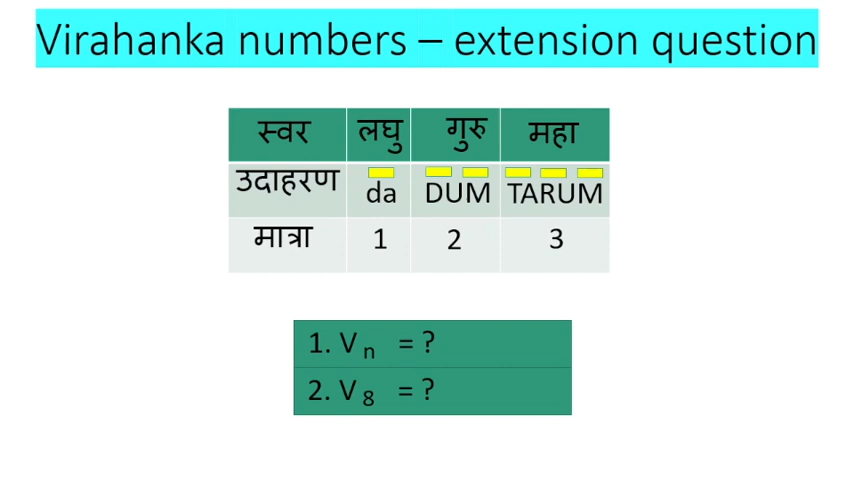 Virahanka numbers – extension question
स्वर लघु गुरु महा
उदाहरण da DUM TARUM
मात्रा 1 2 3
1. V n = ?
2. V 8 = ?